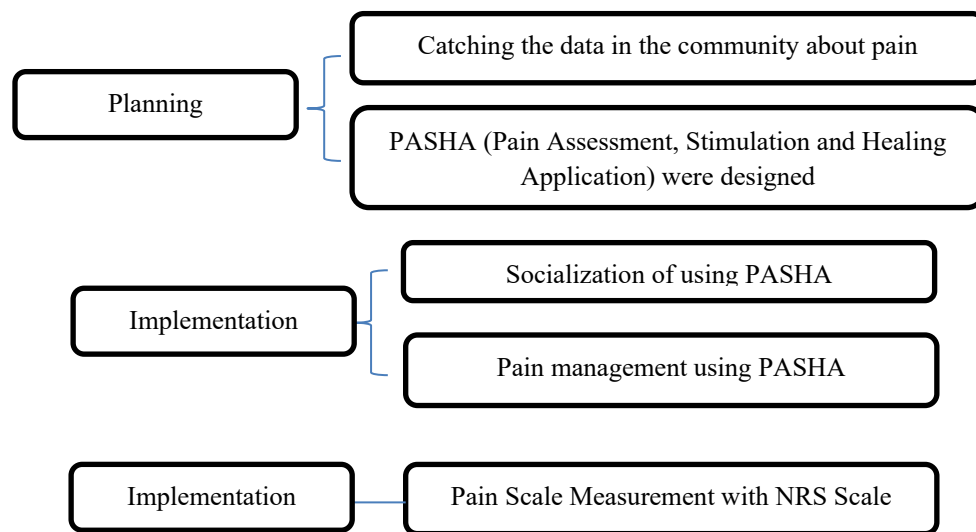 Catching the data in the community about pain
Planning
PASHA (Pain Assessment, Stimulation and Healing
Application) were designed
Socialization of using PASHA
Implementation
Pain management using PASHA
Implementation
Pain Scale Measurement with NRS Scale